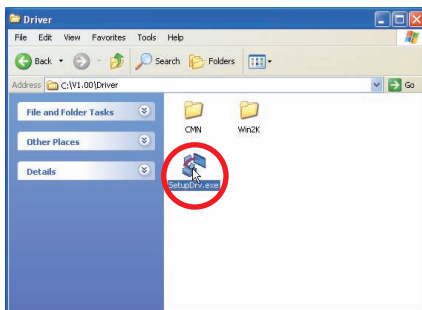 Driver
File Edit View Favorites Tools Help
Back Search Folders
Address C:\V1.00\Driver Go
File and Folder Tasks
Other Places
Details
CMN Win2K
SetupDrv.exe